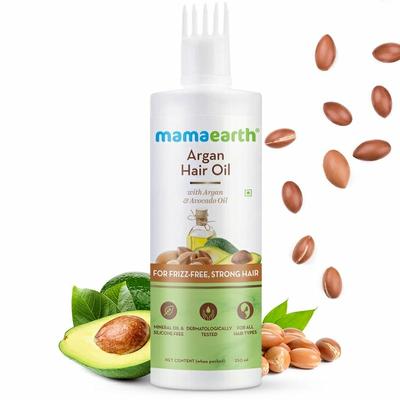 mamaearth®
Argan
Hair Oil
with Argan
& Avocado Oil
FOR FRIZZ-FREE, STRONG HAIR
MINERAL OIL &
SILICONE FREE
DERMATOLOGICALLY
TESTED
FOR ALL
HAIR TYPES
NET CONTENT (when packed): 250 ml